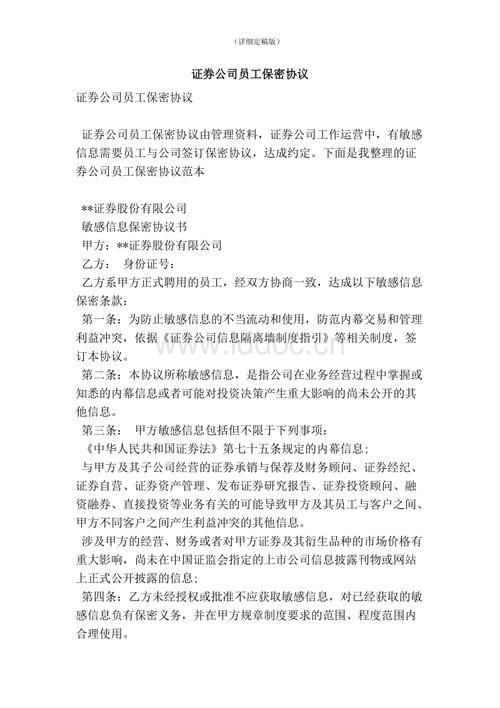 （详细定稿版）
证券公司员工保密协议
证券公司员工保密协议
证券公司员工保密协议由管理资料，证券公司工作运营中，有敏感
信息需要员工与公司签订保密协议，达成约定。下面是我整理的证
券公司员工保密协议范本
**证券股份有限公司
敏感信息保密协议书
甲方：**证券股份有限公司
乙方： 身份证号：
乙方系甲方正式聘用的员工，经双方协商一致，达成以下敏感信息
保密条款：
第一条：为防止敏感信息的不当流动和使用，防范内幕交易和管理
利益冲突，依据《证券公司信息隔离墙制度指引》等相关制度，签
订本协议。
第二条：本协议所称敏感信息，是指公司在业务经营过程中掌握或
知悉的内幕信息或者可能对投资决策产生重大影响的尚未公开的其
他信息。
第三条： 甲方敏感信息包括但不限于下列事项：
《中华人民共和国证券法》第七十五条规定的内幕信息；
与甲方及其子公司经营的证券承销与保荐及财务顾问、证券经纪、
证券自营、证券资产管理、发布证券研究报告、证券投资顾问、融
资融券、直接投资等业务有关的可能导致甲方及其员工与客户之间、
甲方不同客户之间产生利益冲突的其他信息。
涉及甲方的经营、财务或者对甲方证券及其衍生品种的市场价格有
重大影响，尚未在中国证监会指定的上市公司信息披露刊物或网站
上正式公开披露的信息；
第四条：乙方未经授权或批准不应获取敏感信息，对已经获取的敏
感信息负有保密义务，并在甲方规章制度要求的范围、程度范围内
合理使用。